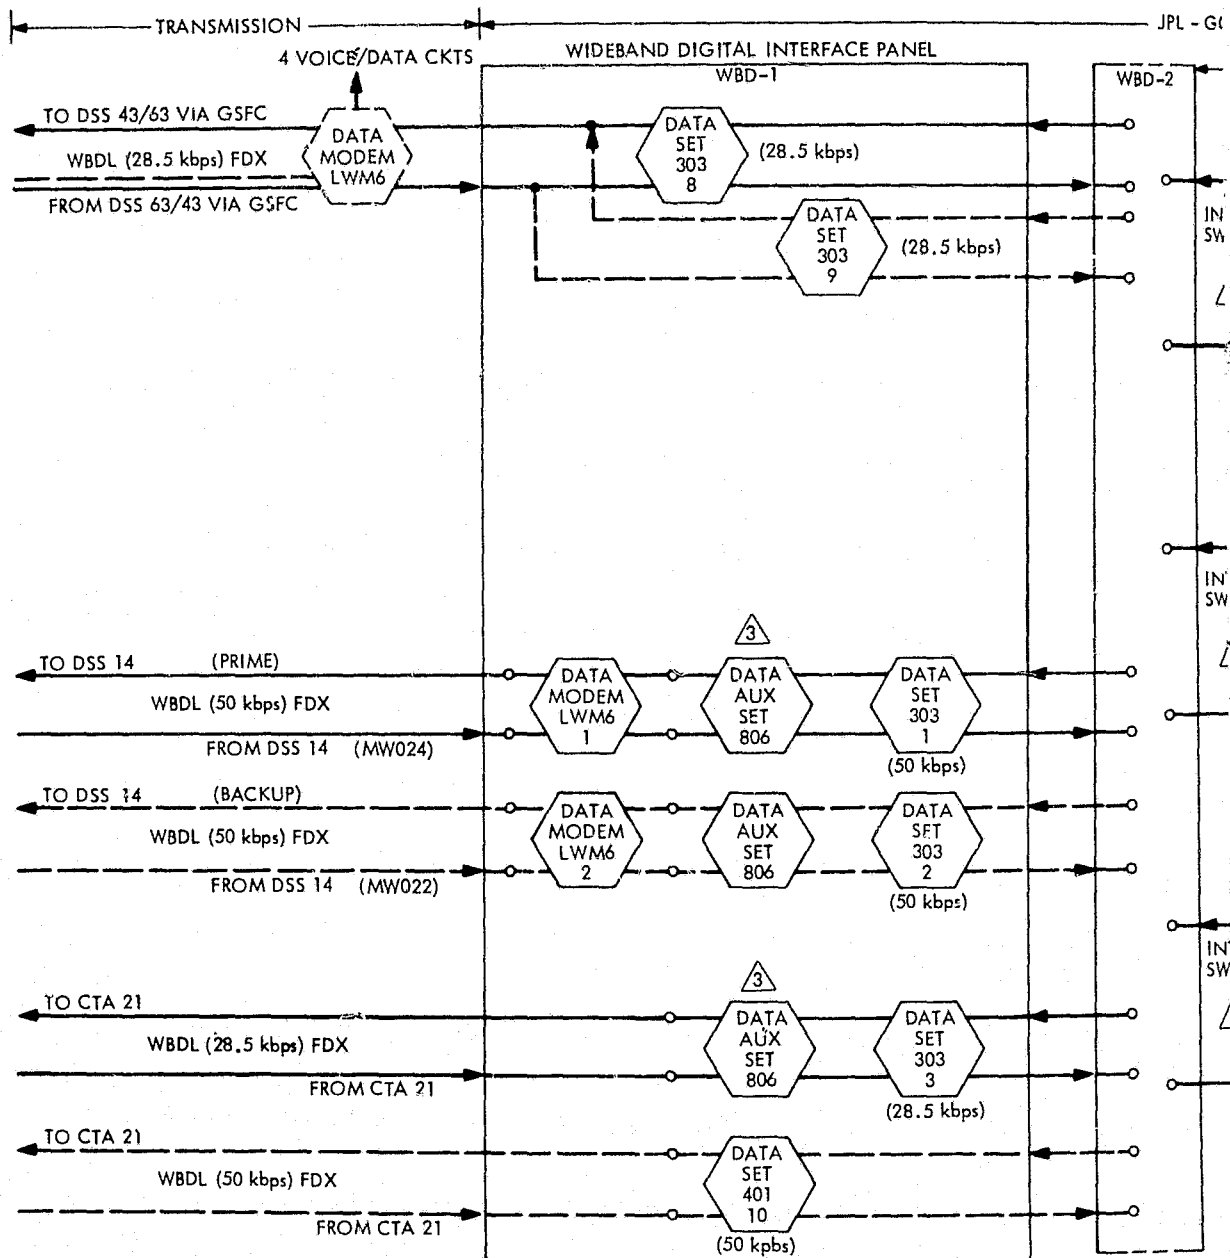 TRANSMISSION
JPL - G
4 VOICE/DATA CKTS
WIDEBAND DIGITAL INTERFACE PANEL
WBD-1
WBD-2
TO DSS 43/63 VIA GSFC
WBDL (28.5 kbps) FDX
FROM DSS 63/43 VIA GSFC
DATA
MODEM
LWM6
DATA
SET
303
8
(28.5 kbps)
DATA
SET
303
9
(28.5 kbps)
IN
SW
IN
SW
3
TO DSS 14 (PRIME)
WBDL (50 kbps) FDX
FROM DSS 14 (MW024)
DATA
MODEM
LWM6
1
DATA
AUX
SET
806
DATA
SET
303
1
(50 kbps)
TO DSS 14 (BACKUP)
WBDL (50 kbps) FDX
FROM DSS 14 (MW022)
DATA
MODEM
LWM6
2
DATA
AUX
SET
806
DATA
SET
303
2
(50 kbps)
INT
SW
3
TO CTA 21
WBDL (28.5 kbps) FDX
FROM CTA 21
DATA
AUX
SET
806
DATA
SET
303
3
(28.5 kbps)
TO CTA 21
WBDL (50 kbps) FDX
FROM CTA 21
DATA
SET
401
10
(50 kpbs)